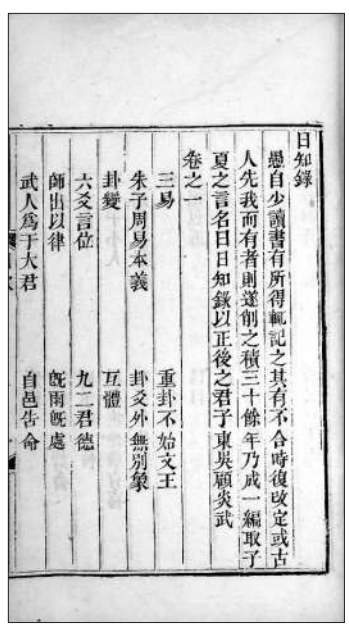 日知錄
愚自少讀書有所得輒記之其有不合時復改定或古
人先我而有者則遂削之積三十餘年乃成一編取子
夏之言名曰日知錄以正後之君子東吳顧炎武
卷之一
三易 重卦不始文王
朱子周易本義 卦爻外無別象
卦變 互體
六爻言位 九二君德
師出以律 旣雨旣處
武人爲于大君 自邑告命